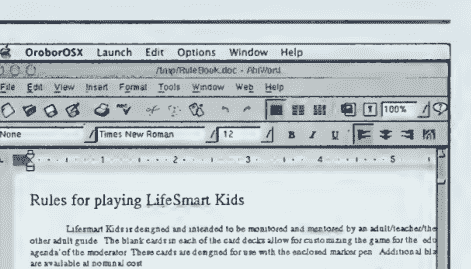 OroborOSX Launch Edit Options Window Help
/tmp/RuleBook.doc - AbiWord
File Edit View Insert Format Tools Window Web Help
100%
None Times New Roman 12 B I U
1 2 3 4 5
Rules for playing LifeSmart Kids
Lifesmart Kids is designed and intended to be monitored and mentored by an adult/teacher/the
other adult guide The blank cards in each of the card decks allow for customizing the game for the edu
agenda of the moderator These cards are designed for use with the enclosed marker pen Additional bla
are available at nominal cost